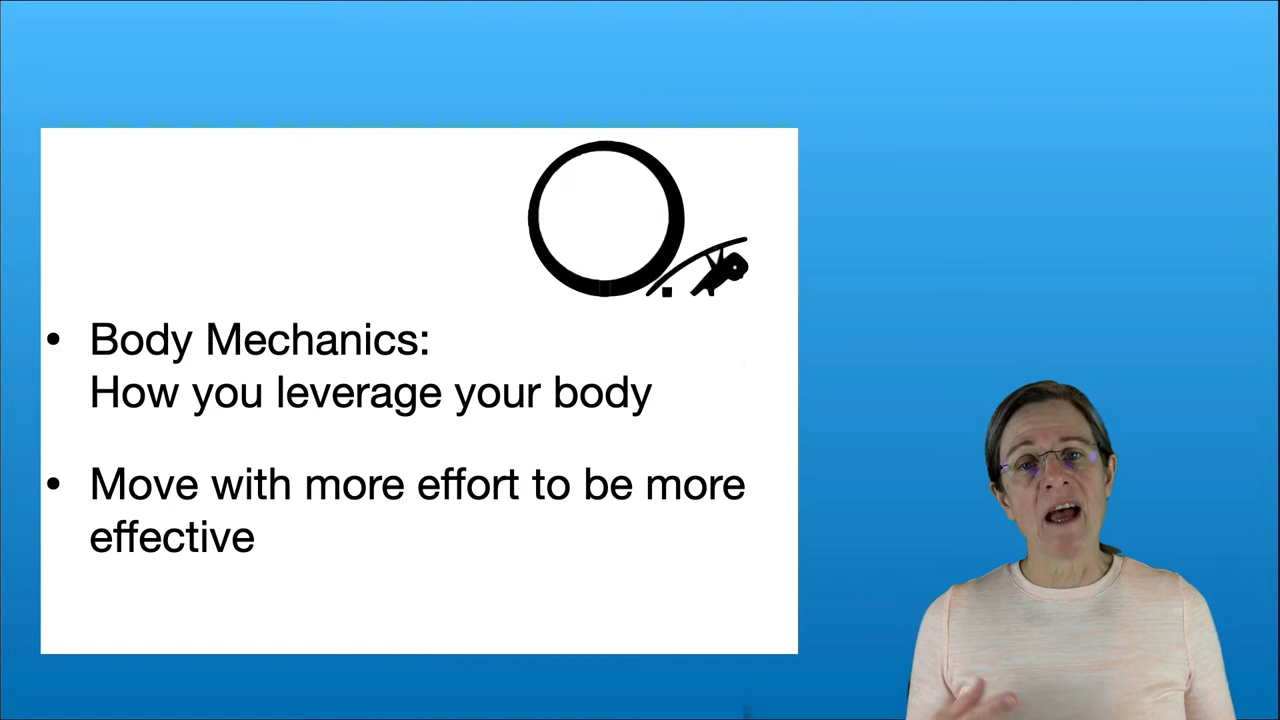 • Body Mechanics:
How you leverage your body
• Move with more effort to be more
effective